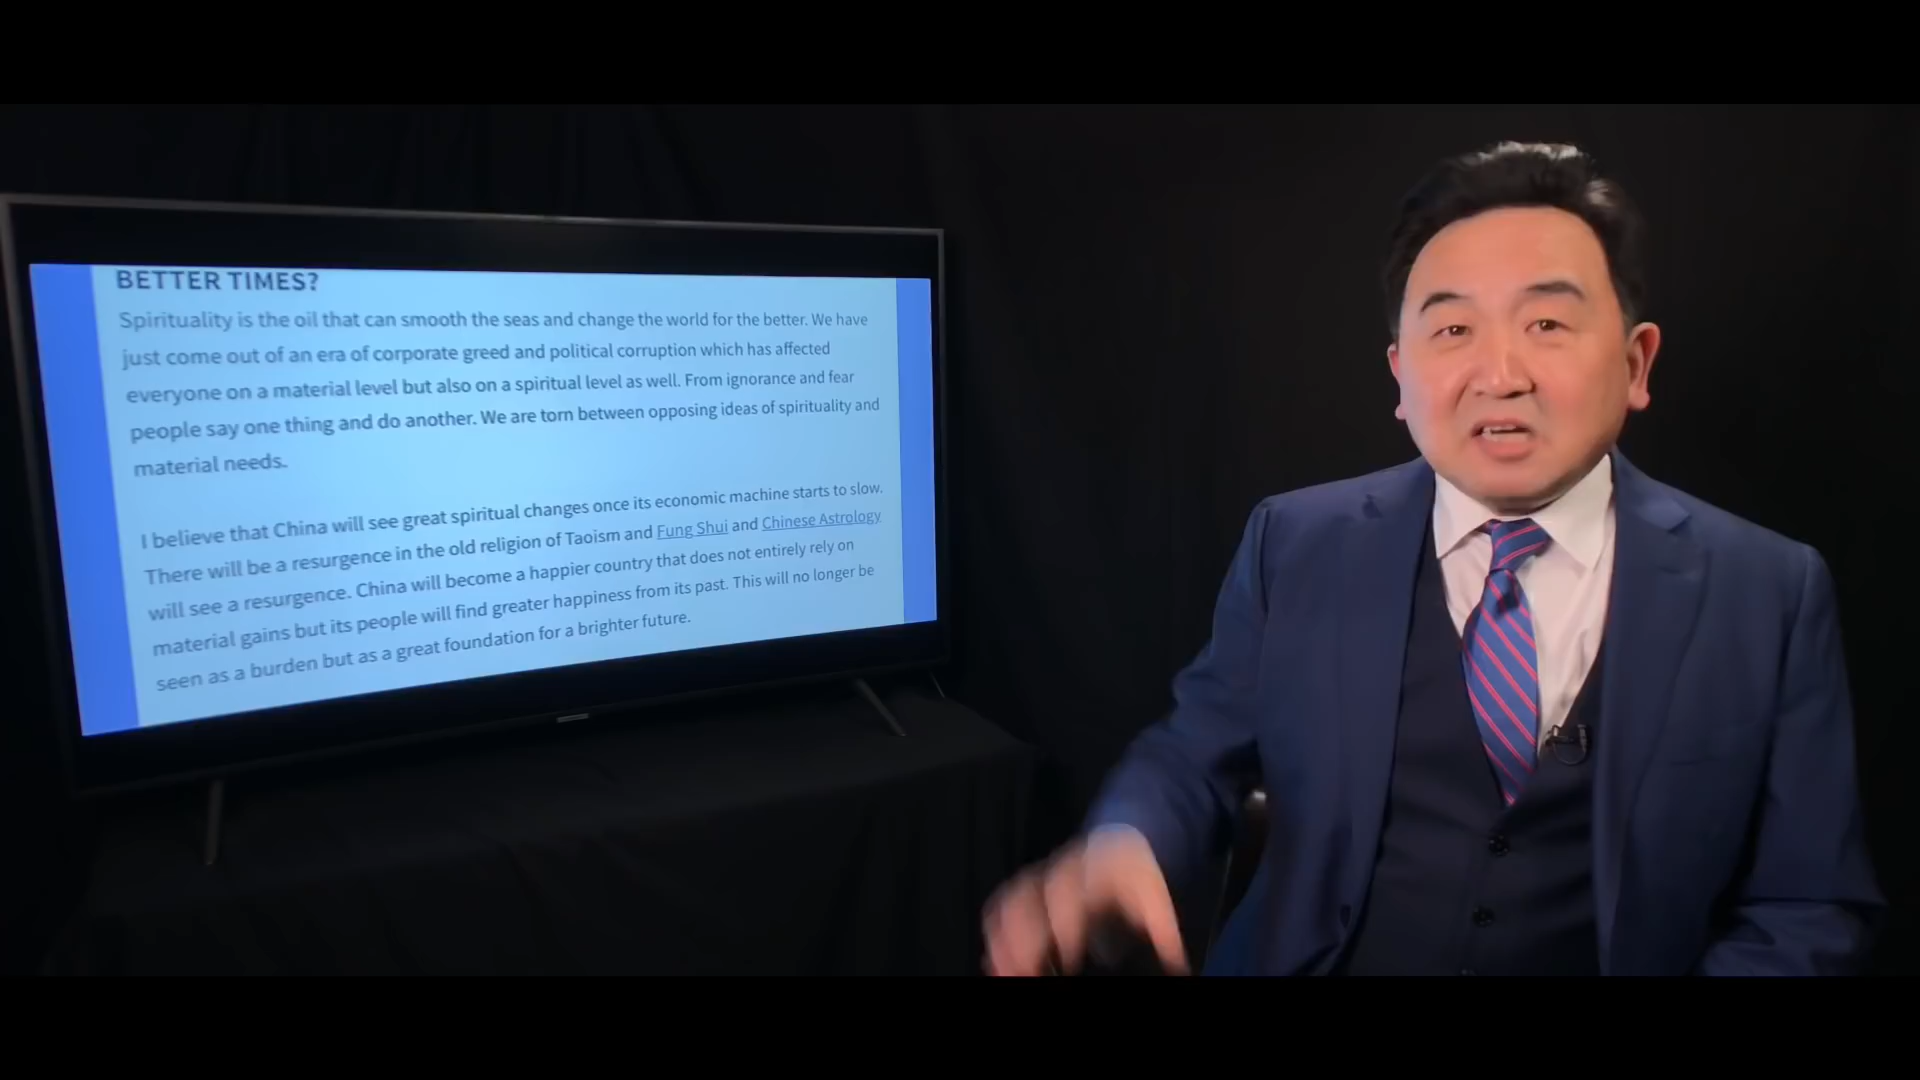 BETTER TIMES?
Spirituality is the oil that can smooth the seas and change the world for the better. We have
just come out of an era of corporate greed and political corruption which has affected
everyone on a material level but also on a spiritual level as well. From ignorance and fear
people say one thing and do another. We are torn between opposing ideas of spirituality and
material needs.
I believe that China will see great spiritual changes once its economic machine starts to slow.
There will be a resurgence in the old religion of Taoism and Fung Shui and Chinese Astrology
will see a resurgence. China will become a happier country that does not entirely rely on
material gains but its people will find greater happiness from its past. This will no longer be
seen as a burden but as a great foundation for a brighter future.